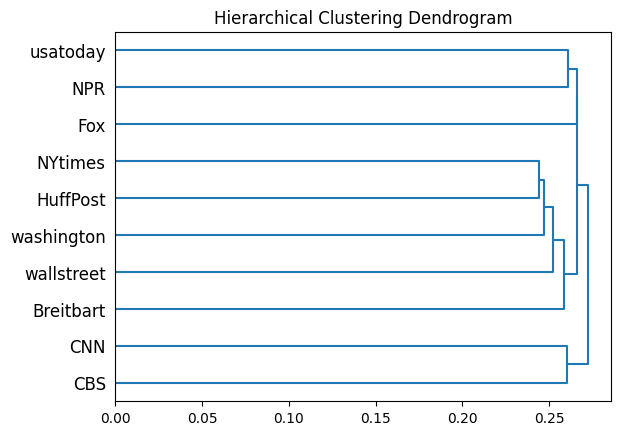 Hierarchical Clustering Dendrogram
usatoday
NPR
Fox
NYtimes
HuffPost
washington
wallstreet
Breitbart
CNN
CBS
0.00 0.05 0.10 0.15 0.20 0.25